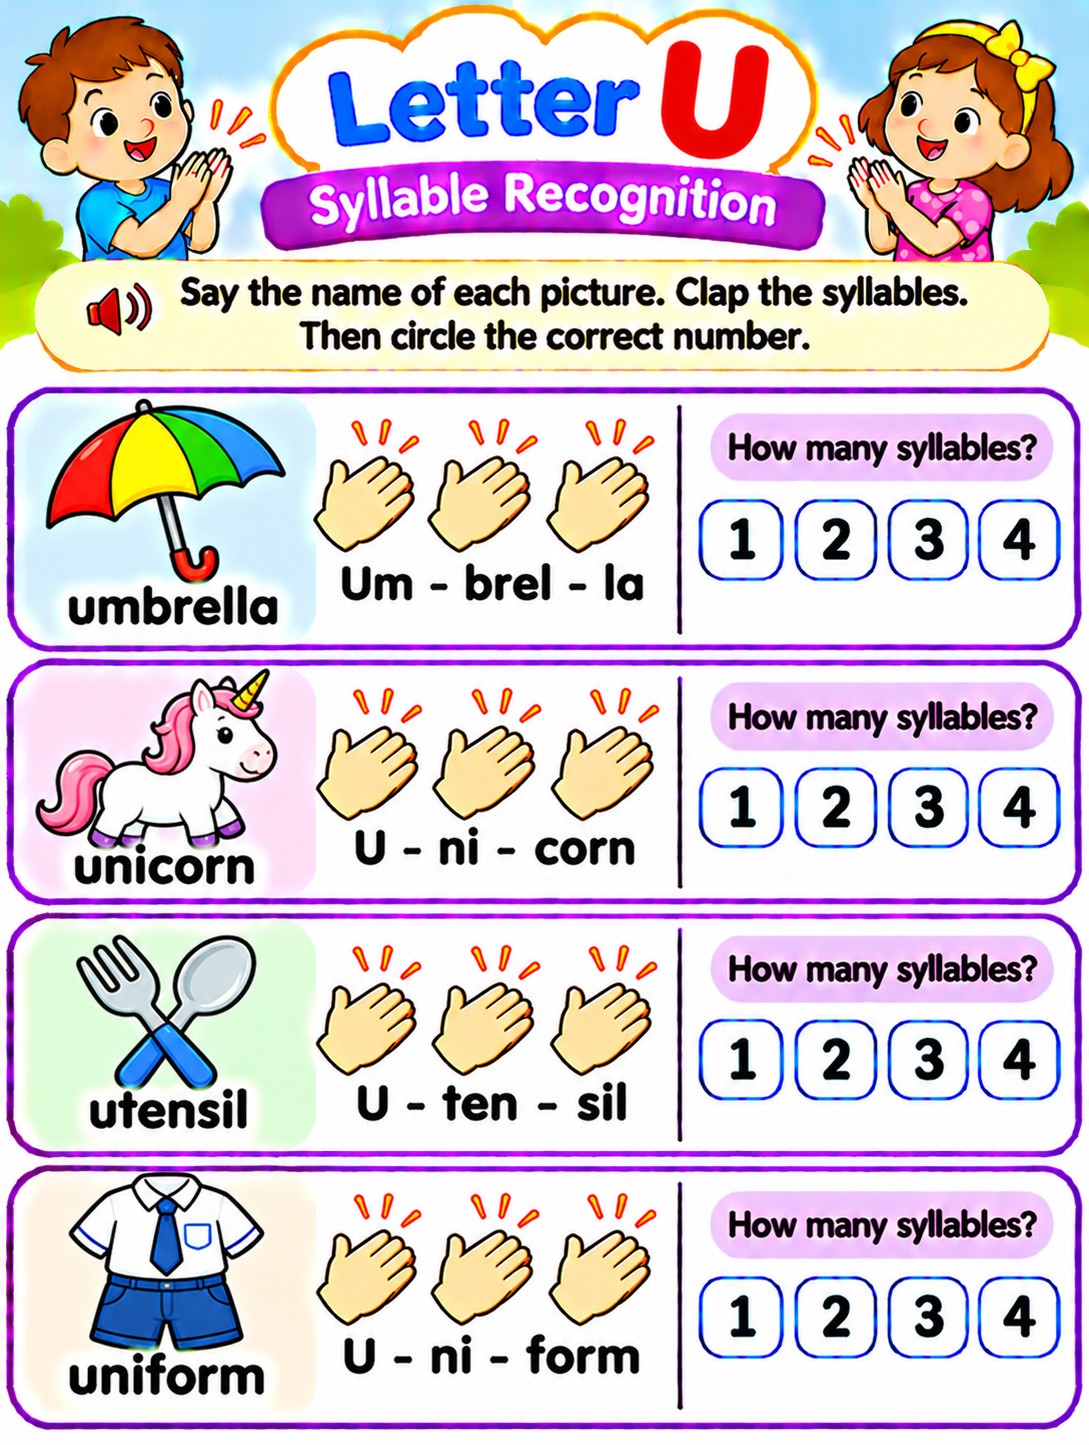 Letter U
Syllable Recognition
Say the name of each picture. Clap the syllables.
Then circle the correct number.
umbrella
Um - brel - la
How many syllables?
1 2 3 4
unicorn
U - ni - corn
How many syllables?
1 2 3 4
utensil
U - ten - sil
How many syllables?
1 2 3 4
uniform
U - ni - form
How many syllables?
1 2 3 4